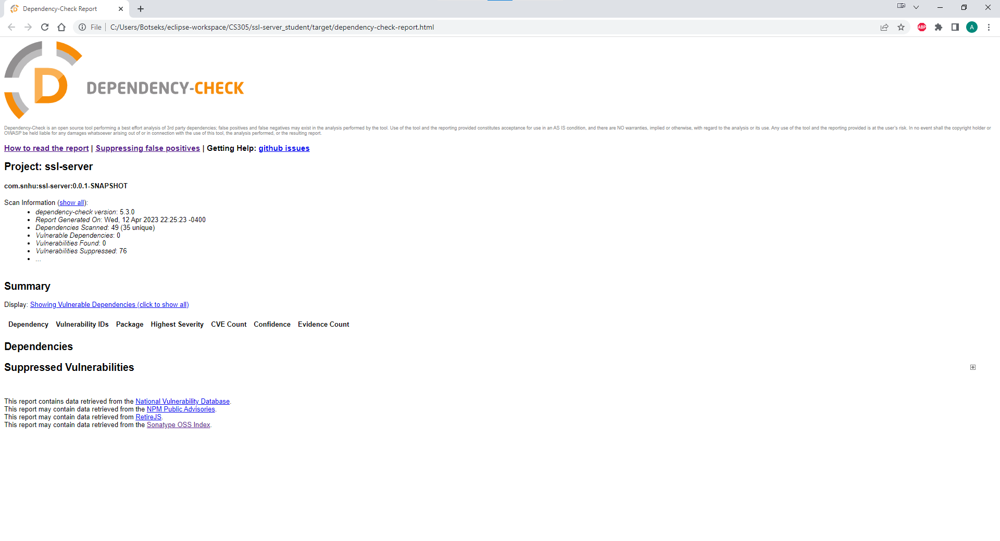 Dependency-Check Report
File
C:/Users/Botseks/eclipse-workspace/CS305/ssl-server_student/target/dependency-check-report.html
ABP
A
D
DEPENDENCY-CHECK
Dependency-Check is an open source tool performing a best effort analysis of 3rd party dependencies; false positives and false negatives may exist in the analysis performed by the tool. Use of the tool and the reporting provided constitutes acceptance for use in an AS IS condition, and there are NO warranties, implied or otherwise, with regard to the analysis or its use. Any use of the tool and the reporting provided is at the user's risk. In no event shall the copyright holder or
OWASP be held liable for any damages whatsoever arising out of or in connection with the use of this tool, the analysis performed, or the resulting report.
How to read the report | Suppressing false positives | Getting Help: github issues
Project: ssl-server
com.snhu:ssl-server:0.0.1-SNAPSHOT
Scan Information (show all):
• dependency-check version: 5.3.0
• Report Generated On: Wed, 12 Apr 2023 22:25:23 -0400
• Dependencies Scanned: 49 (35 unique)
• Vulnerable Dependencies: 0
• Vulnerabilities Found: 0
• Vulnerabilities Suppressed: 76
• ...
Summary
Display: Showing Vulnerable Dependencies (click to show all)
Dependency Vulnerability IDs Package Highest Severity CVE Count Confidence Evidence Count
Dependencies
Suppressed Vulnerabilities
This report contains data retrieved from the National Vulnerability Database.
This report may contain data retrieved from the NPM Public Advisories.
This report may contain data retrieved from RetireJS.
This report may contain data retrieved from the Sonatype OSS Index.